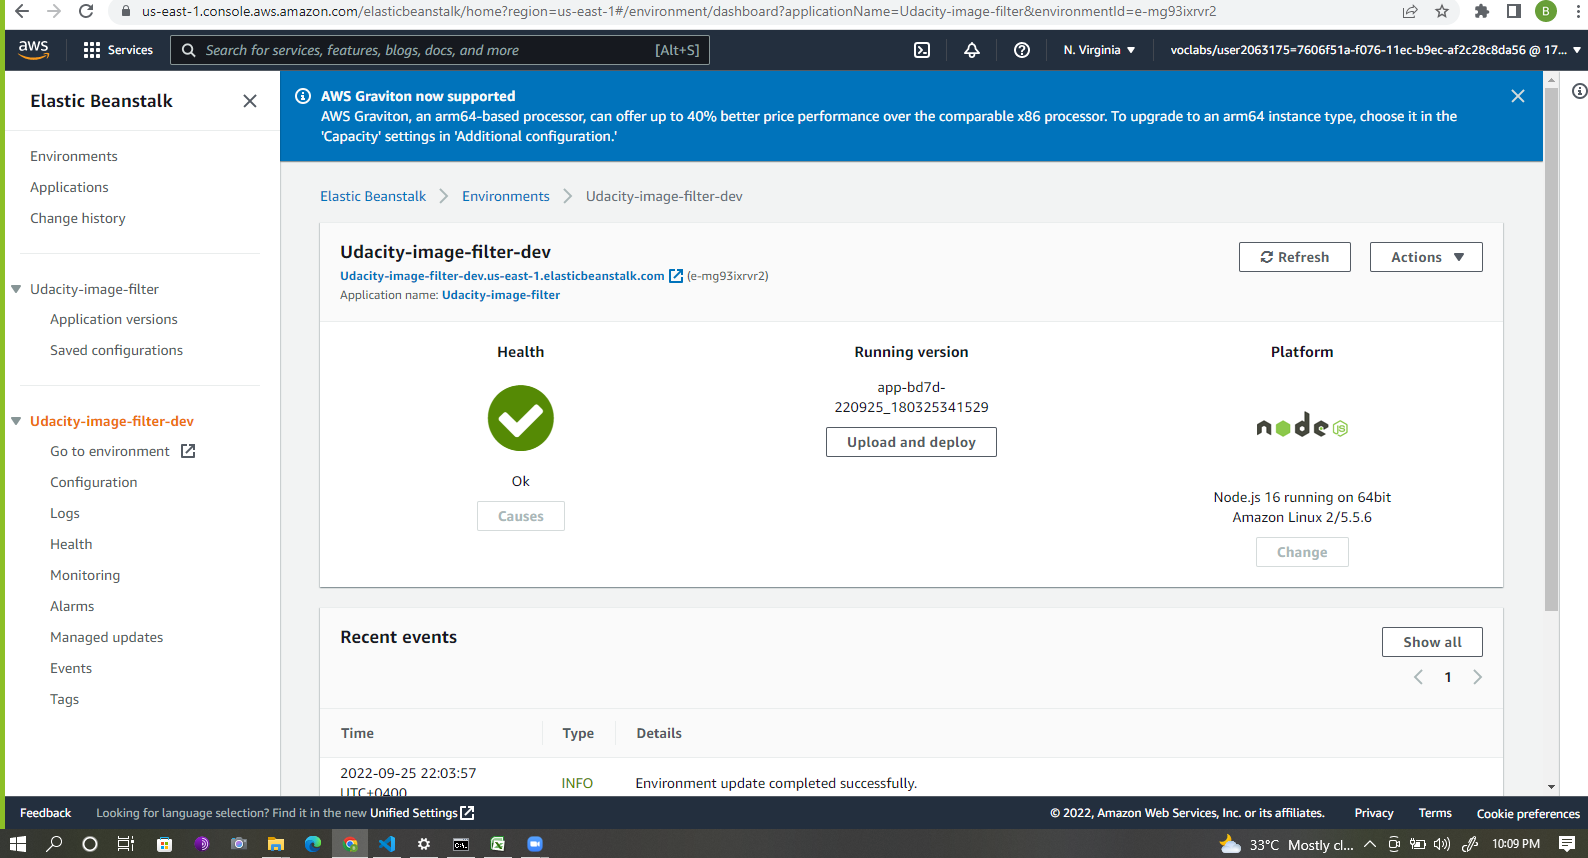 us-east-1.console.aws.amazon.com/elasticbeanstalk/home?region=us-east-1#/environment/dashboard?applicationName=Udacity-image-filter&environmentId=e-mg93ixrvr2
B
aws
Services
Search for services, features, blogs, docs, and more
[Alt+S]
N. Virginia
voclabs/user2063175=7606f51a-f076-11ec-b9ec-af2c28c8da56 @ 17...
Elastic Beanstalk
Environments
Applications
Change history
Udacity-image-filter
Application versions
Saved configurations
Udacity-image-filter-dev
Go to environment
Configuration
Logs
Health
Monitoring
Alarms
Managed updates
Events
Tags
AWS Graviton now supported
AWS Graviton, an arm64-based processor, can offer up to 40% better price performance over the comparable x86 processor. To upgrade to an arm64 instance type, choose it in the
'Capacity' settings in 'Additional configuration.'
Elastic Beanstalk
Environments
Udacity-image-filter-dev
Udacity-image-filter-dev
Udacity-image-filter-dev.us-east-1.elasticbeanstalk.com (e-mg93ixrvr2)
Application name: Udacity-image-filter
Refresh
Actions
Health
Ok
Causes
Running version
app-bd7d-
220925_180325341529
Upload and deploy
Platform
node JS
Node.js 16 running on 64bit
Amazon Linux 2/5.5.6
Change
Recent events
Show all
1
Time
Type
Details
2022-09-25 22:03:57
UTC+0400
INFO
Environment update completed successfully.
Feedback
Looking for language selection? Find it in the new Unified Settings
© 2022, Amazon Web Services, Inc. or its affiliates.
Privacy
Terms
Cookie preferences
33°C Mostly cl...
10:09 PM